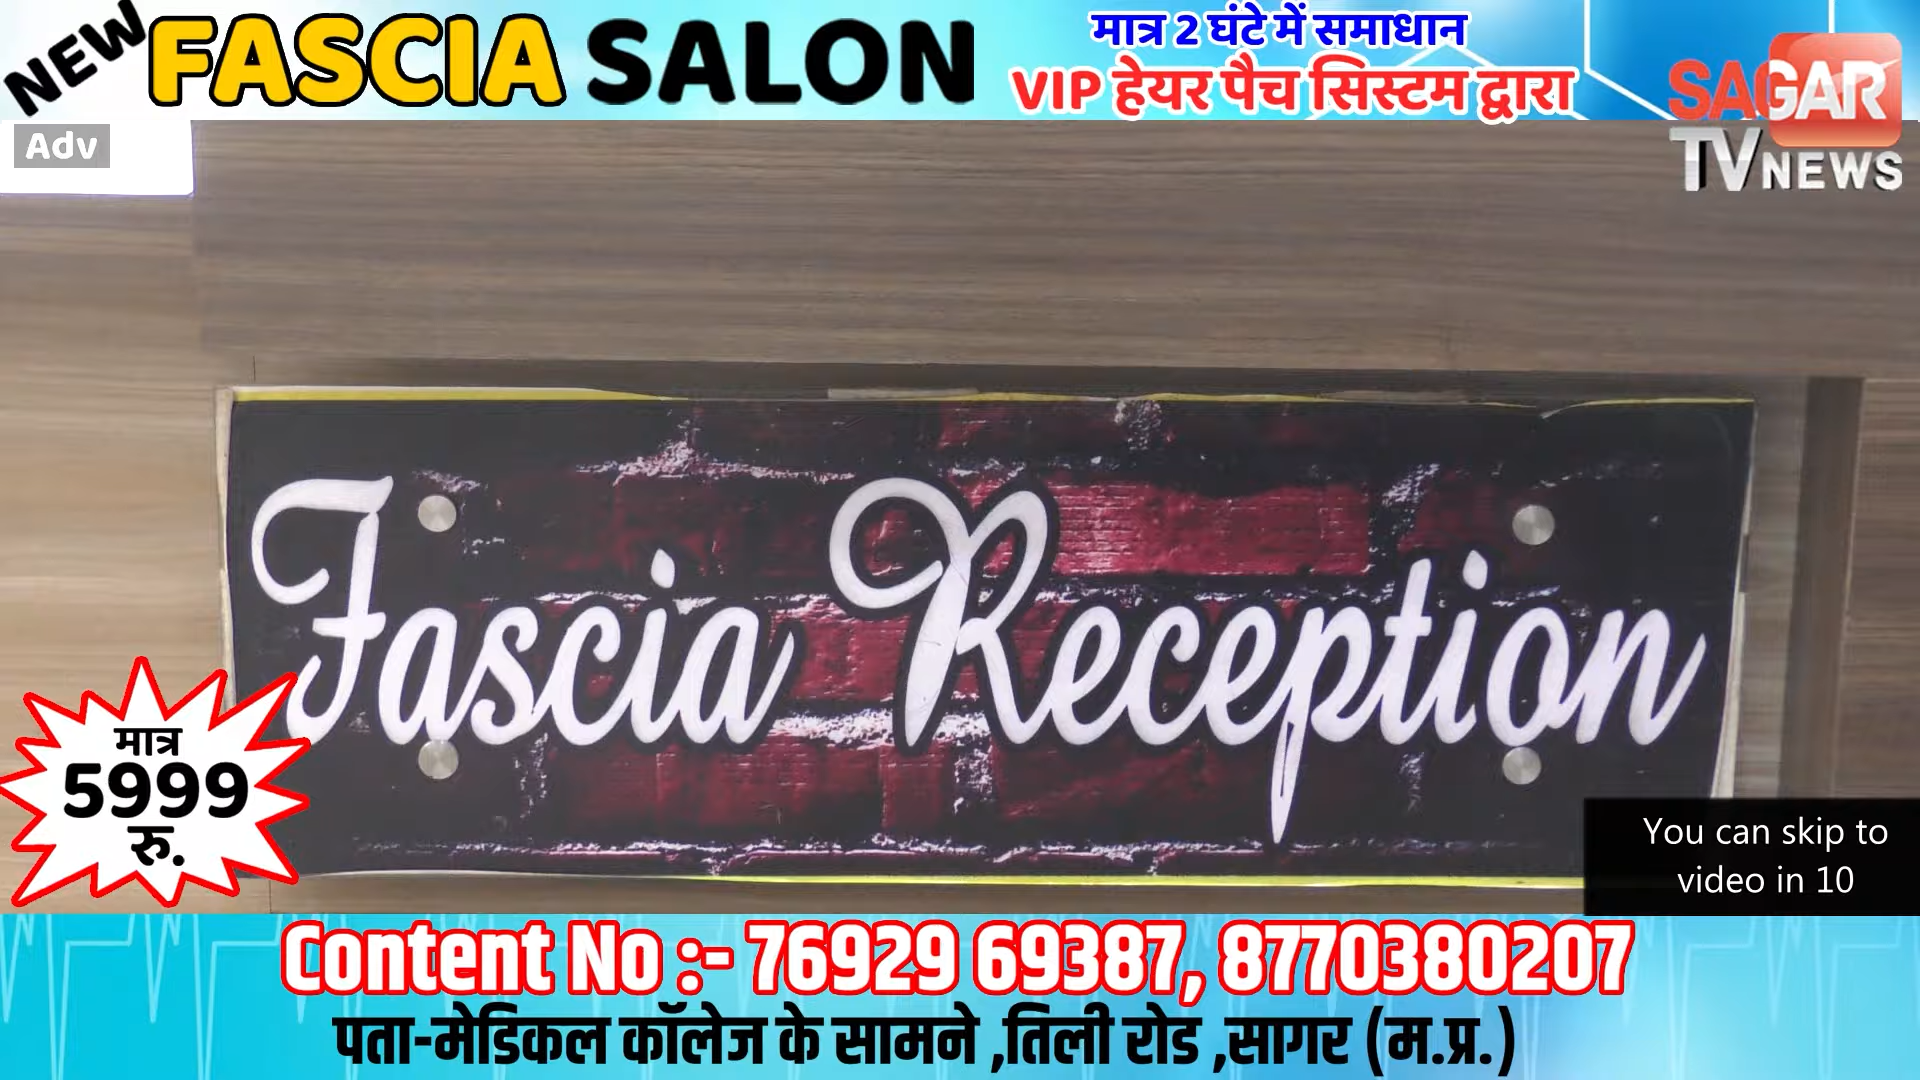 NEW FASCIA SALON
मात्र 2 घंटे में समाधान
VIP हेयर पैच सिस्टम द्वारा
SAGAR
TV NEWS
Adv
Fascia Reception
मात्र
5999
रु.
You can skip to
video in 10
Content No :- 76929 69387, 8770380207
पता-मेडिकल कॉलेज के सामने ,तिली रोड ,सागर (म.प्र.)